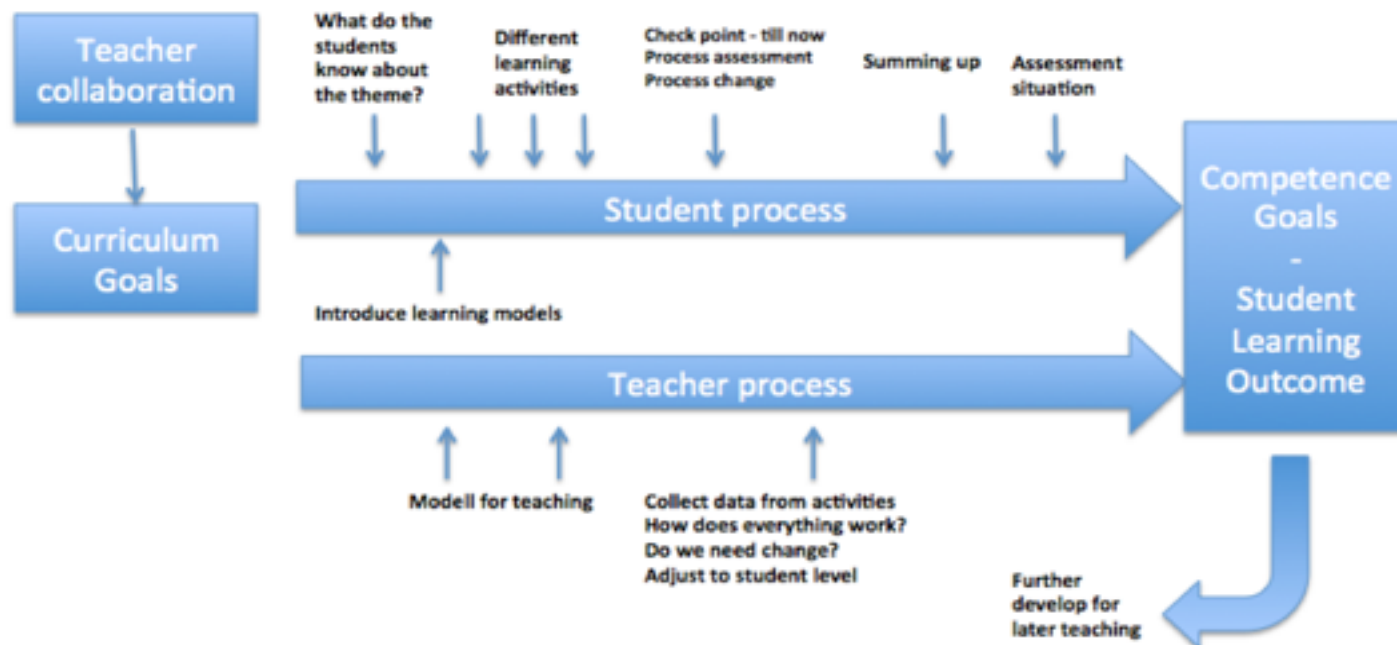 Teacher
collaboration
Curriculum
Goals
What do the
students
know about
the theme?
Different
learning
activities
Check point - till now
Process assessment
Process change
Summing up
Assessment
situation
Student process
Introduce learning models
Teacher process
Modell for teaching
Collect data from activities
How does everything work?
Do we need change?
Adjust to student level
Competence
Goals
-
Student
Learning
Outcome
Further
develop for
later teaching